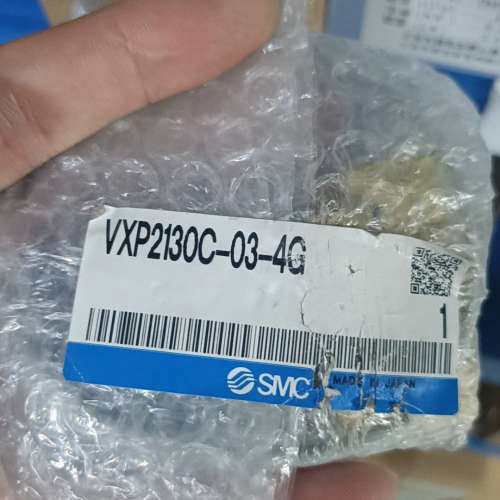 VXP2130C-03-4G
1
SMC MADE IN JAPAN